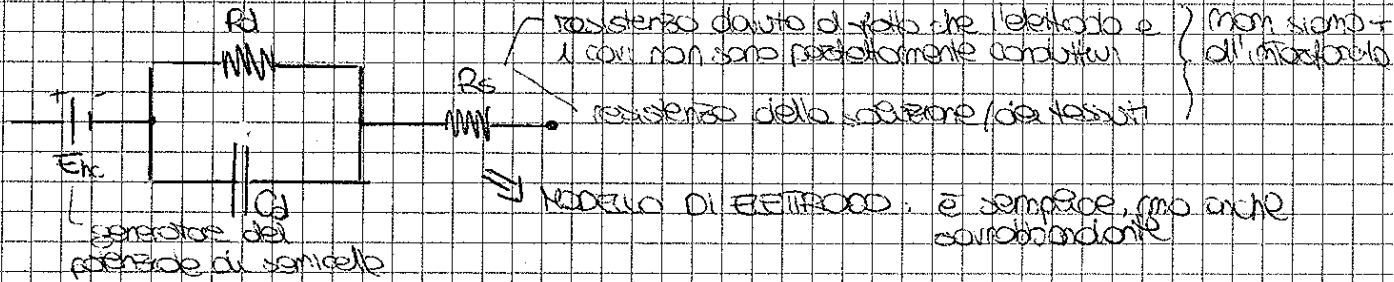 Rd
resistenza dovuta al fatto che l'elettrodo e
i cavi non sono perfettamente conduttivi
non siamo +
all'interfaccia
Rs
resistenza della soluzione/dei tessuti
+ -
Ehc
Cd
generatore del
potenziale di semicella
⇒ MODELLO DI ELETTRODO: è semplice, ma anche
sovrabbondante